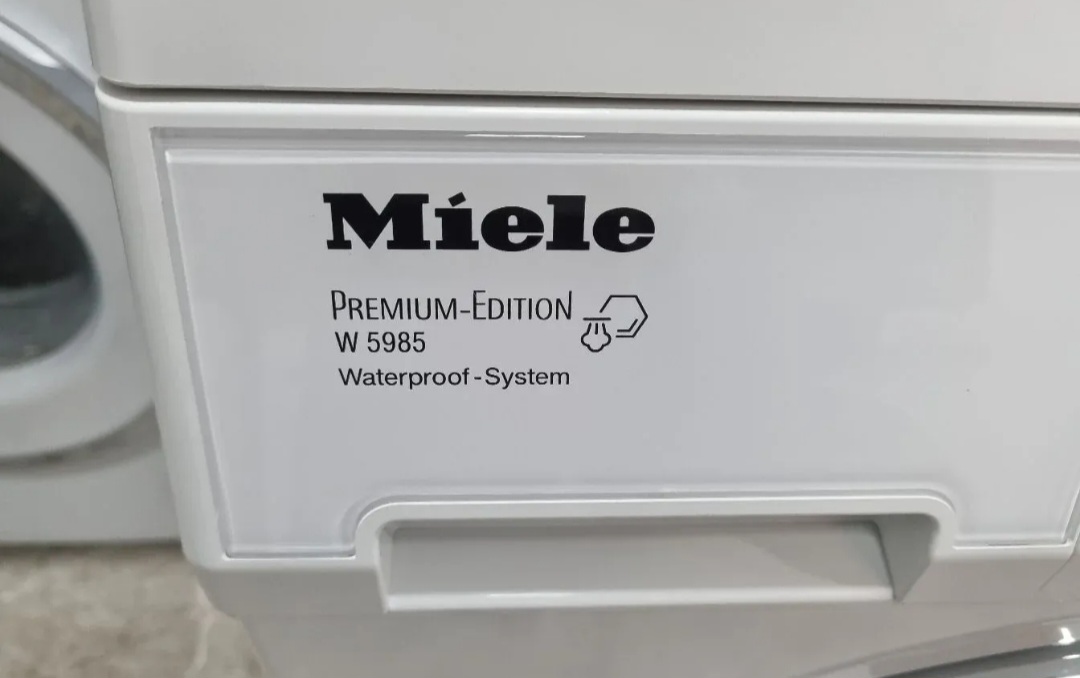 Miele
PREMIUM-EDITION
W 5985
Waterproof-System